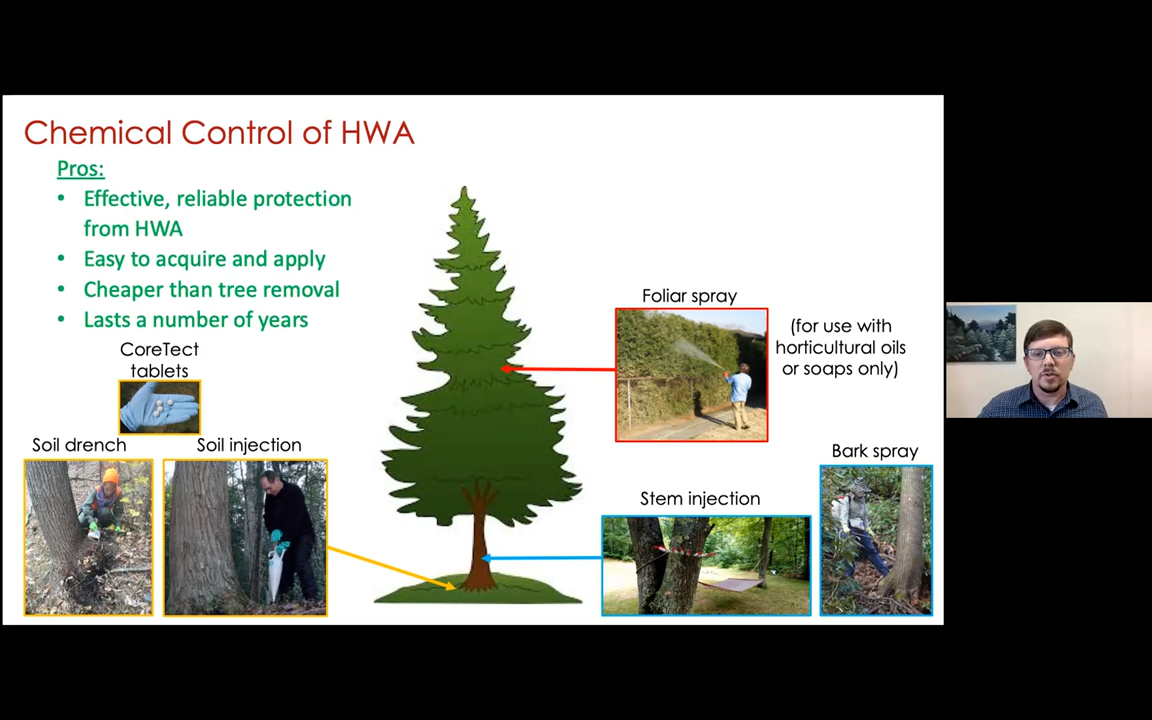 Chemical Control of HWA
Pros:
• Effective, reliable protection
from HWA
• Easy to acquire and apply
• Cheaper than tree removal
• Lasts a number of years
CoreTect
tablets
Soil drench
Soil injection
Foliar spray
(for use with
horticultural oils
or soaps only)
Stem injection
Bark spray